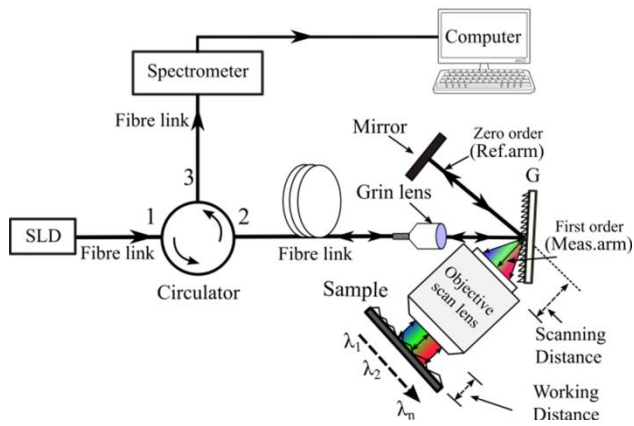 Computer
Spectrometer
Fibre link
Mirror
Zero order
(Ref.arm)
G
Grin lens
3
1
2
SLD
Fibre link
Fibre link
Circulator
First order
(Meas.arm)
Objective
scan lens
Sample
Scanning
Distance
λ1
λ2
λn
Working
Distance